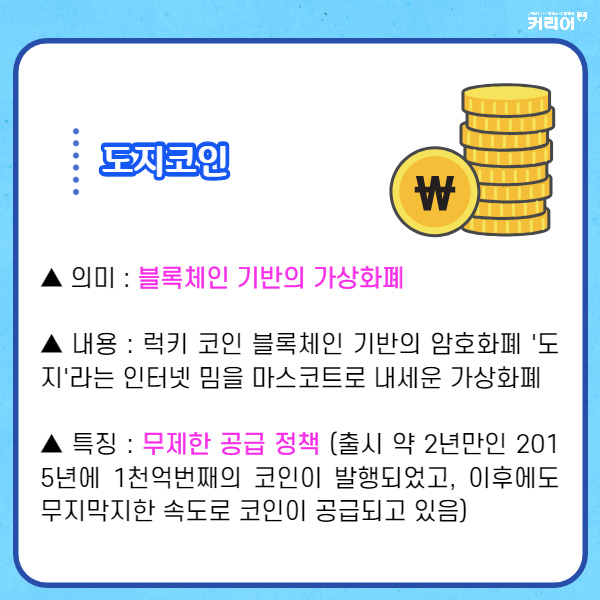 커리어
도지코인
₩
▲ 의미 : 블록체인 기반의 가상화폐
▲ 내용 : 럭키 코인 블록체인 기반의 암호화폐 '도
지'라는 인터넷 밈을 마스코트로 내세운 가상화폐
▲ 특징 : 무제한 공급 정책 (출시 약 2년만인 201
5년에 1천억번째의 코인이 발행되었고, 이후에도
무지막지한 속도로 코인이 공급되고 있음)